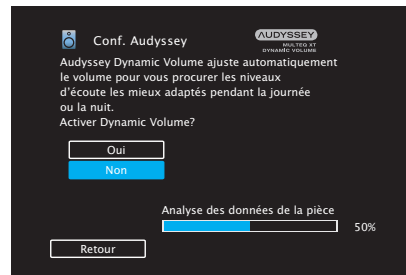 Conf. Audyssey
AUDYSSEY
MULTEQ XT
DYNAMIC VOLUME
Audyssey Dynamic Volume ajuste automatiquement
le volume pour vous procurer les niveaux
d'écoute les mieux adaptés pendant la journée
ou la nuit.
Activer Dynamic Volume?
Oui
Non
Analyse des données de la pièce
50%
Retour